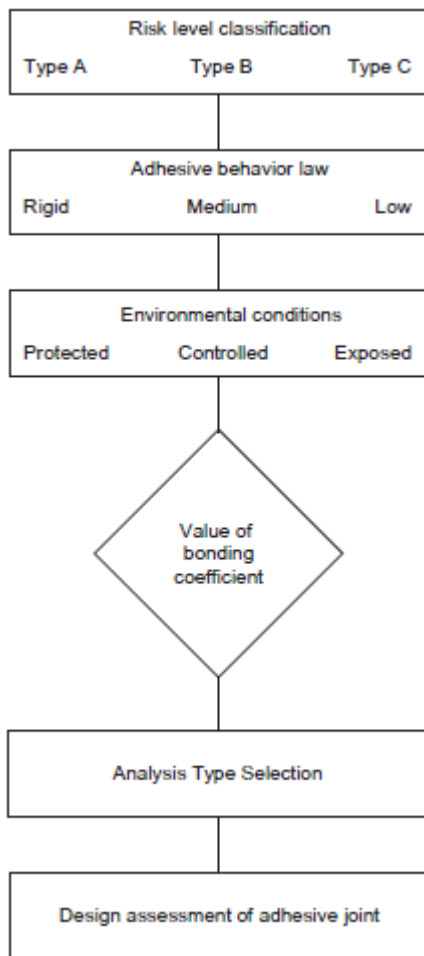 Risk level classification
Type A Type B Type C
Adhesive behavior law
Rigid Medium Low
Environmental conditions
Protected Controlled Exposed
Value of
bonding
coefficient
Analysis Type Selection
Design assessment of adhesive joint